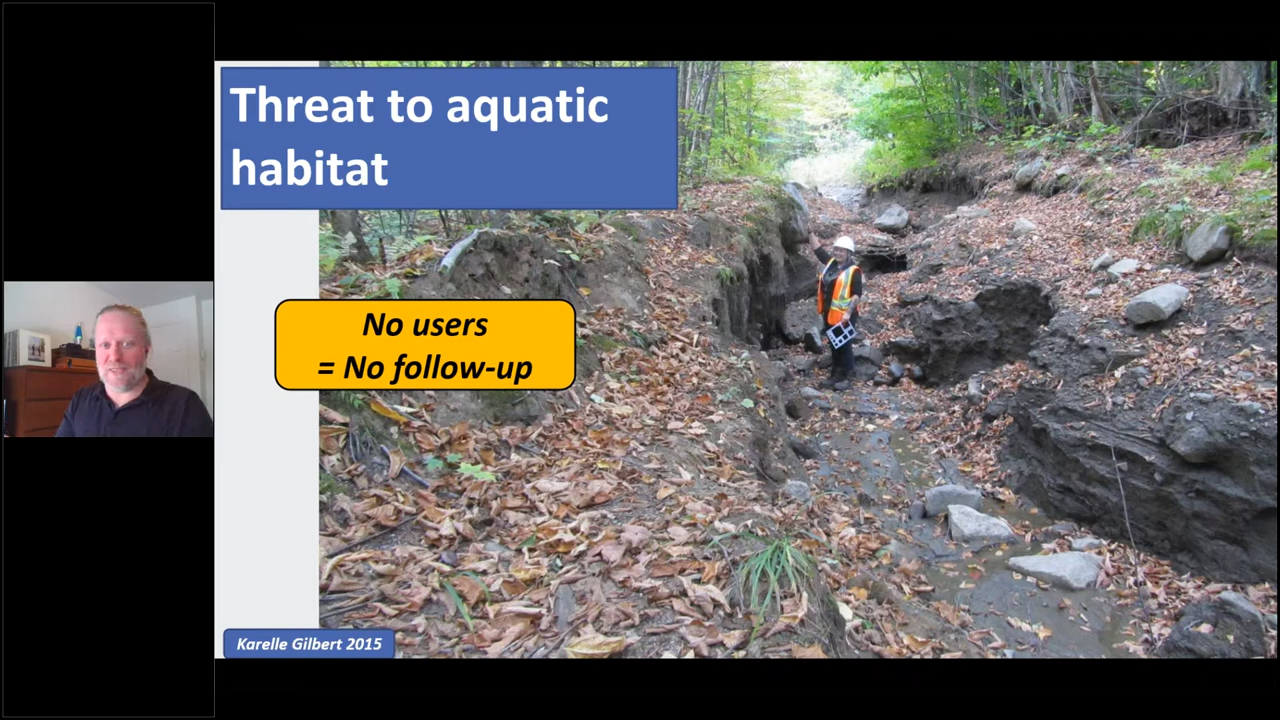 Threat to aquatic
habitat
No users
= No follow-up
Karelle Gilbert 2015